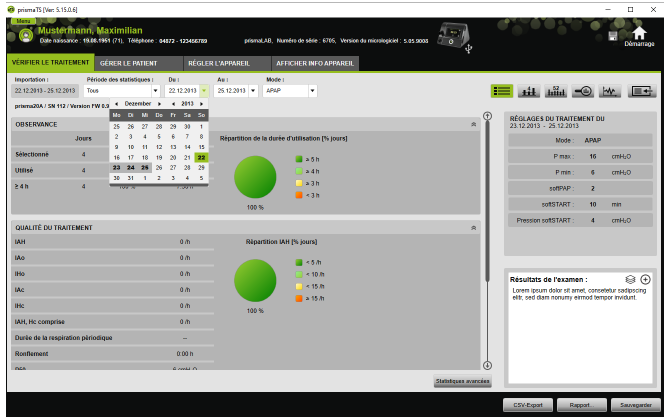 prismaTS [Ver: 5.15.0.6]
Menu
Mustermann, Maximilian
Date naissance : 19.08.1951 (71), Téléphone : 04872 - 123456789
prismaLAB, Numéro de série : 6705, Version du micrologiciel : 5.05.9008
Démarrage
VÉRIFIER LE TRAITEMENT GÉRER LE PATIENT RÉGLER L'APPAREIL AFFICHER INFO APPAREIL
Importation : Période des statistiques : Du : Au : Mode :
22.12.2013 - 25.12.2013 Tous 22.12.2013 25.12.2013 APAP
prisma20A / SN 112 / Version FW 0.9
Dezember 2013
Mo Di Mi Do Fr Sa So
25 26 27 28 29 30 1
2 3 4 5 6 7 8
9 10 11 12 13 14 15
16 17 18 19 20 21 22
23 24 25 26 27 28 29
30 31 1 2 3 4 5
OBSERVANCE
Jours
Sélectionné 4
Utilisé 4
≥ 4 h 4
Répartition de la durée d'utilisation [% jours]
≥ 5 h
≥ 4 h
≥ 3 h
< 3 h
100 %
QUALITÉ DU TRAITEMENT
IAH 0 /h
IAo 0 /h
IHo 0 /h
IAc 0 /h
IHc 0 /h
IAH, Hc comprise 0 /h
Durée de la respiration périodique --
Ronflement 0:00 h
Répartition IAH [% jours]
< 5 /h
< 10 /h
< 15 /h
≥ 15 /h
100 %
Statistiques avancées
RÉGLAGES DU TRAITEMENT DU
23.12.2013 - 25.12.2013
Mode : APAP
P max : 16 cmH₂O
P min : 6 cmH₂O
softPAP : 2
softSTART : 10 min
Pression softSTART : 4 cmH₂O
Résultats de l'examen :
Lorem ipsum dolor sit amet, consetetur sadipscing
elitr, sed diam nonumy eirmod tempor invidunt.
CSV-Export Rapport... Sauvegarder